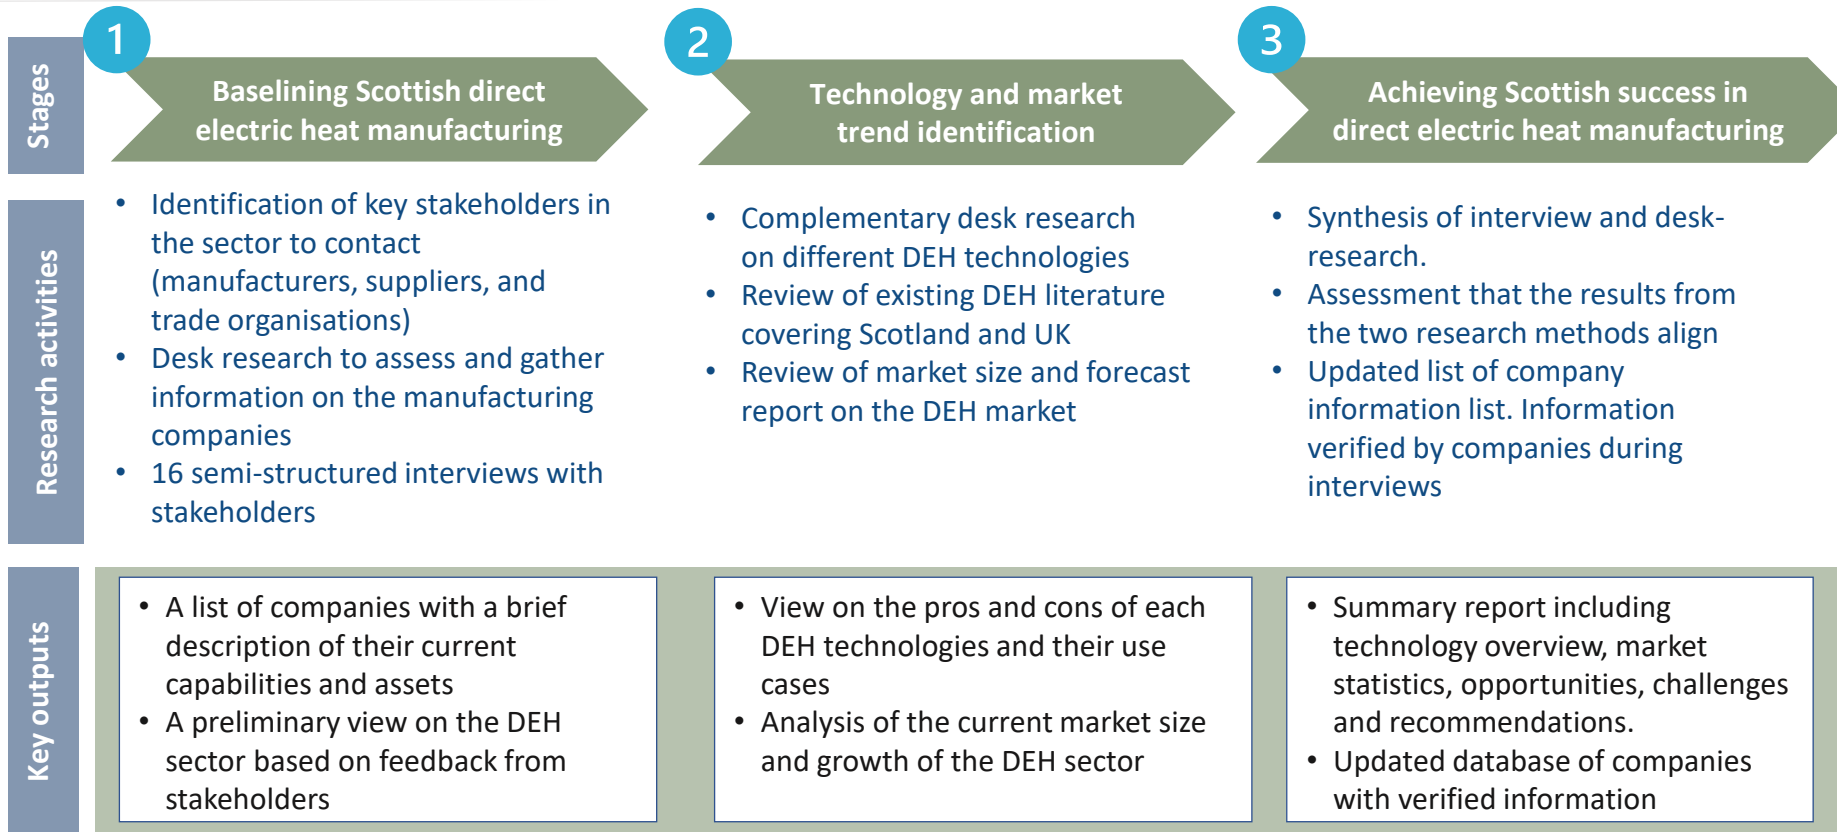 Stages
1
Baselining Scottish direct
electric heat manufacturing
2
Technology and market
trend identification
3
Achieving Scottish success in
direct electric heat manufacturing
Research activities
• Identification of key stakeholders in
the sector to contact
(manufacturers, suppliers, and
trade organisations)
• Desk research to assess and gather
information on the manufacturing
companies
• 16 semi-structured interviews with
stakeholders
• Complementary desk research
on different DEH technologies
• Review of existing DEH literature
covering Scotland and UK
• Review of market size and forecast
report on the DEH market
• Synthesis of interview and desk-
research.
• Assessment that the results from
the two research methods align
• Updated list of company
information list. Information
verified by companies during
interviews
Key outputs
• A list of companies with a brief
description of their current
capabilities and assets
• A preliminary view on the DEH
sector based on feedback from
stakeholders
• View on the pros and cons of each
DEH technologies and their use
cases
• Analysis of the current market size
and growth of the DEH sector
• Summary report including
technology overview, market
statistics, opportunities, challenges
and recommendations.
• Updated database of companies
with verified information